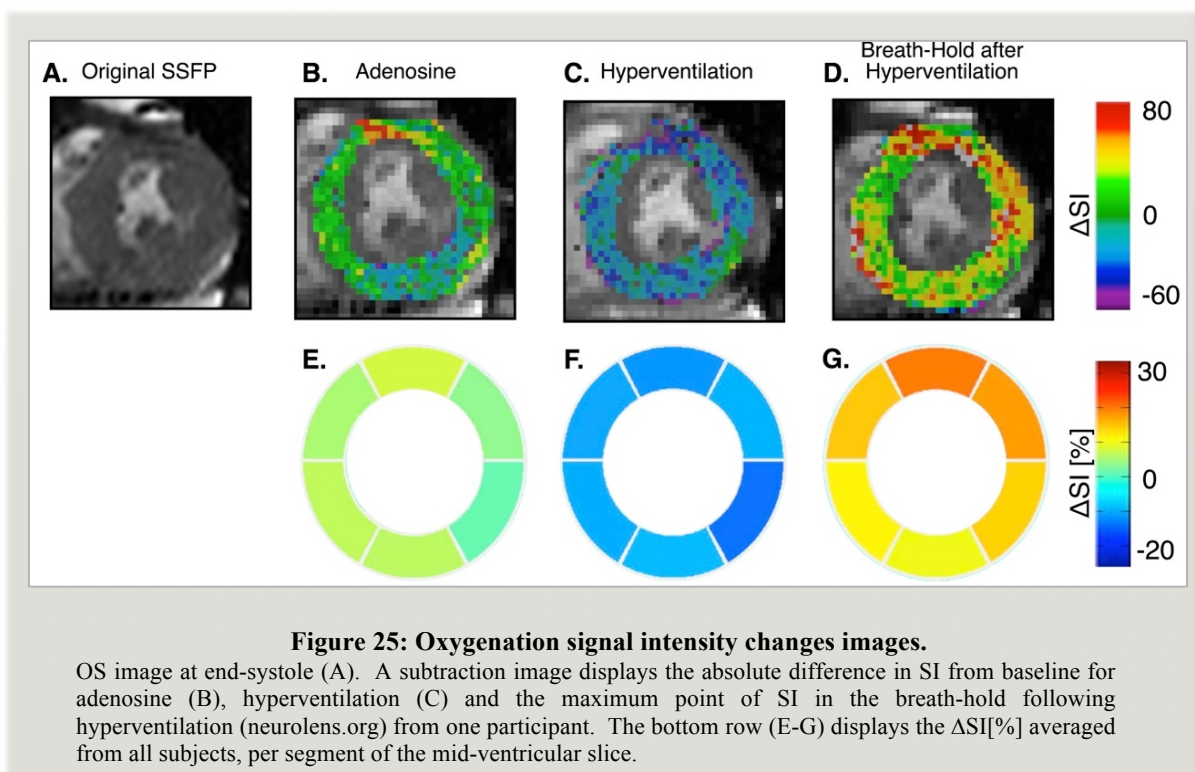 A. Original SSFP
B. Adenosine
C. Hyperventilation
D. Breath-Hold after
Hyperventilation
80
0
-60
ΔSI
E.
F.
G.
30
0
-20
ΔSI [%]
Figure 25: Oxygenation signal intensity changes images.
OS image at end-systole (A). A subtraction image displays the absolute difference in SI from baseline for
adenosine (B), hyperventilation (C) and the maximum point of SI in the breath-hold following
hyperventilation (neurolens.org) from one participant. The bottom row (E-G) displays the ΔSI[%] averaged
from all subjects, per segment of the mid-ventricular slice.